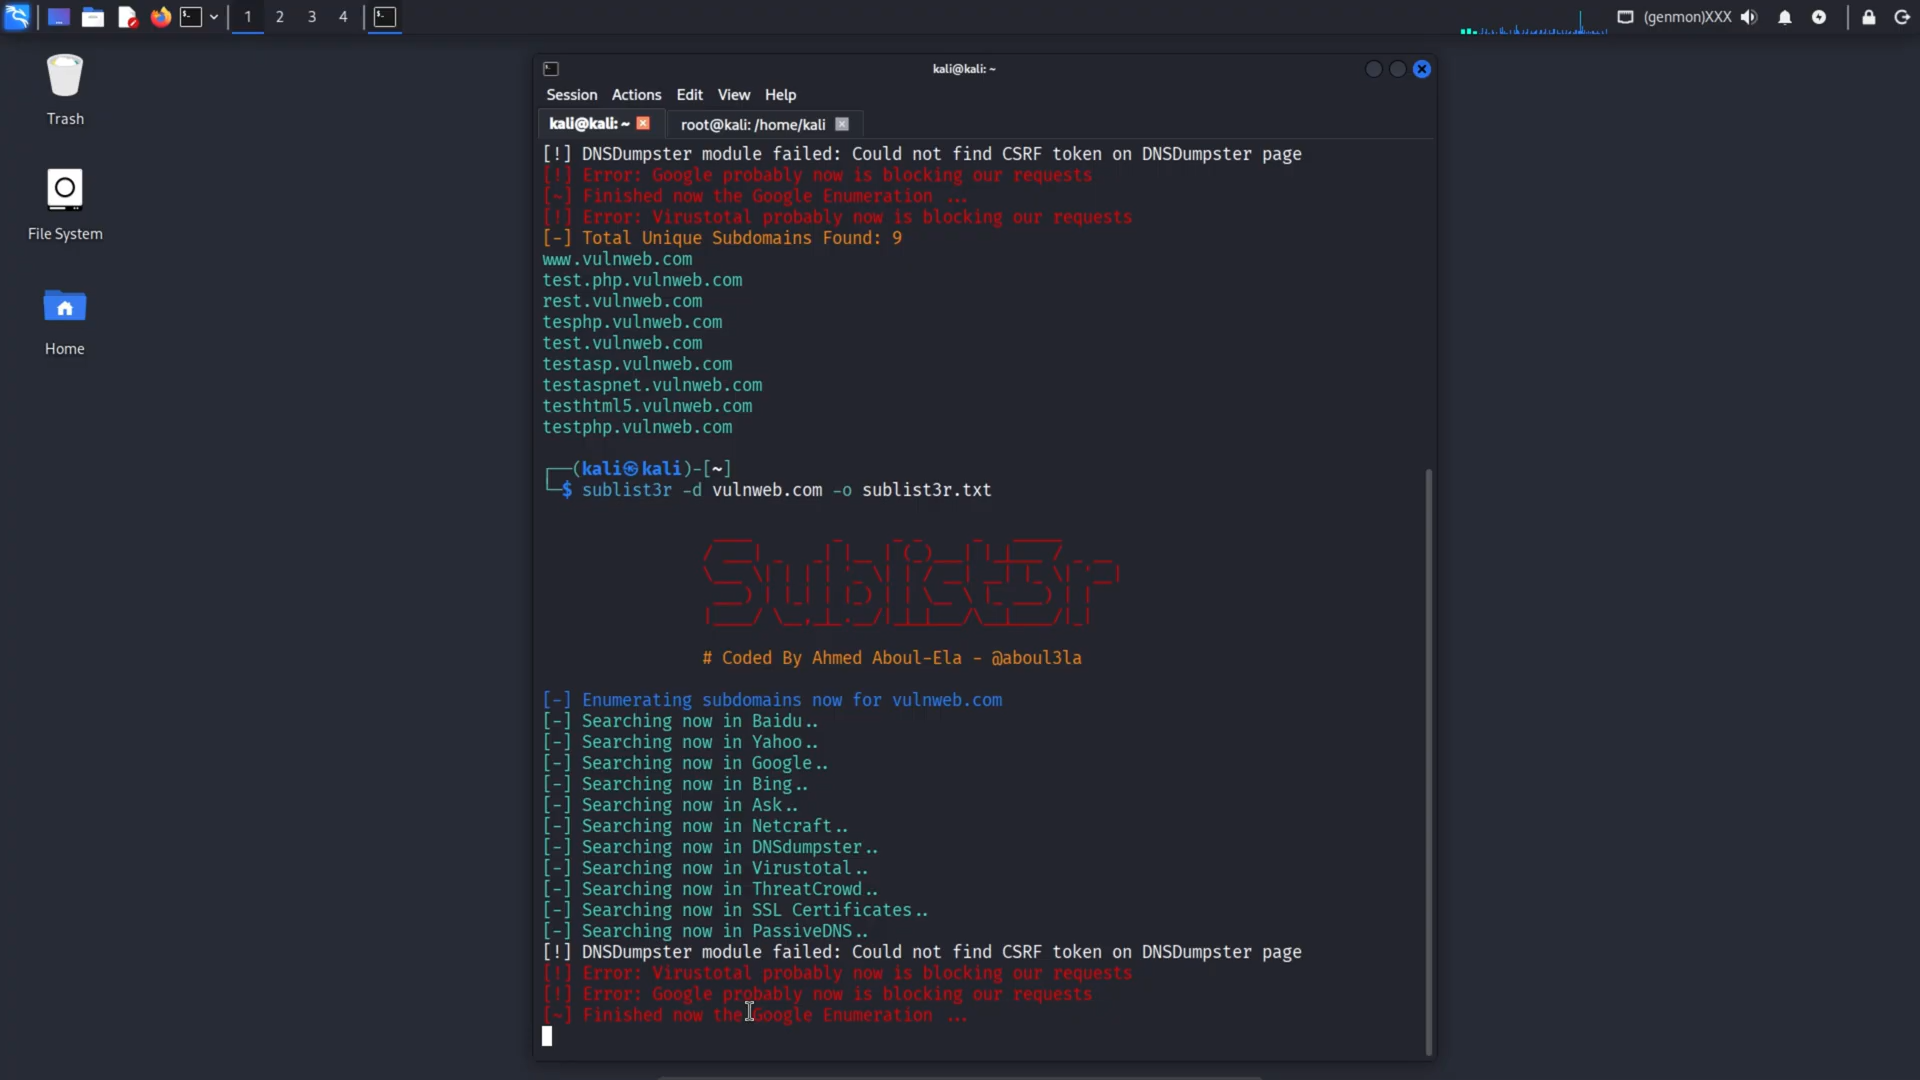 1 2 3 4
(genmon)XXX
Trash
File System
Home
kali@kali: ~
Session Actions Edit View Help
kali@kali: ~ root@kali: /home/kali
[!] DNSDumpster module failed: Could not find CSRF token on DNSDumpster page
[!] Error: Google probably now is blocking our requests
[~] Finished now the Google Enumeration ...
[!] Error: Virustotal probably now is blocking our requests
[-] Total Unique Subdomains Found: 9
www.vulnweb.com
test.php.vulnweb.com
rest.vulnweb.com
tesphp.vulnweb.com
test.vulnweb.com
testasp.vulnweb.com
testaspnet.vulnweb.com
testhtml5.vulnweb.com
testphp.vulnweb.com
┌──(kali㉿kali)-[~]
└─$ sublist3r -d vulnweb.com -o sublist3r.txt
Sublist3r
# Coded By Ahmed Aboul-Ela - @aboul3la
[-] Enumerating subdomains now for vulnweb.com
[-] Searching now in Baidu..
[-] Searching now in Yahoo..
[-] Searching now in Google..
[-] Searching now in Bing..
[-] Searching now in Ask..
[-] Searching now in Netcraft..
[-] Searching now in DNSdumpster..
[-] Searching now in Virustotal..
[-] Searching now in ThreatCrowd..
[-] Searching now in SSL Certificates..
[-] Searching now in PassiveDNS..
[!] DNSDumpster module failed: Could not find CSRF token on DNSDumpster page
[!] Error: Virustotal probably now is blocking our requests
[!] Error: Google probably now is blocking our requests
[~] Finished now the Google Enumeration ...